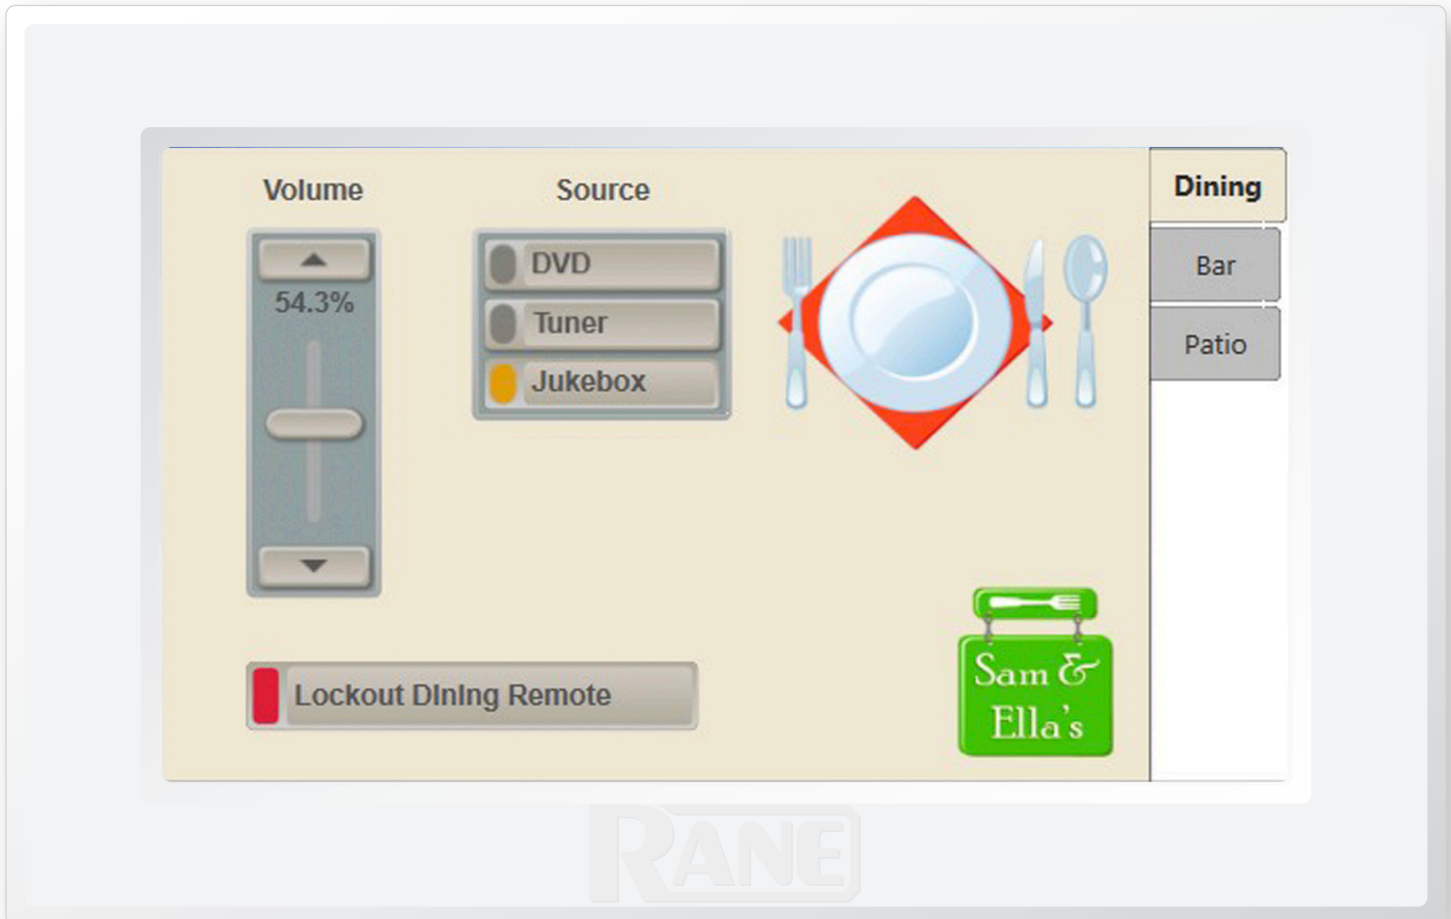 Volume
54.3%
Source
DVD
Tuner
Jukebox
Lockout Dining Remote
Sam &
Ella's
Dining
Bar
Patio
RANE